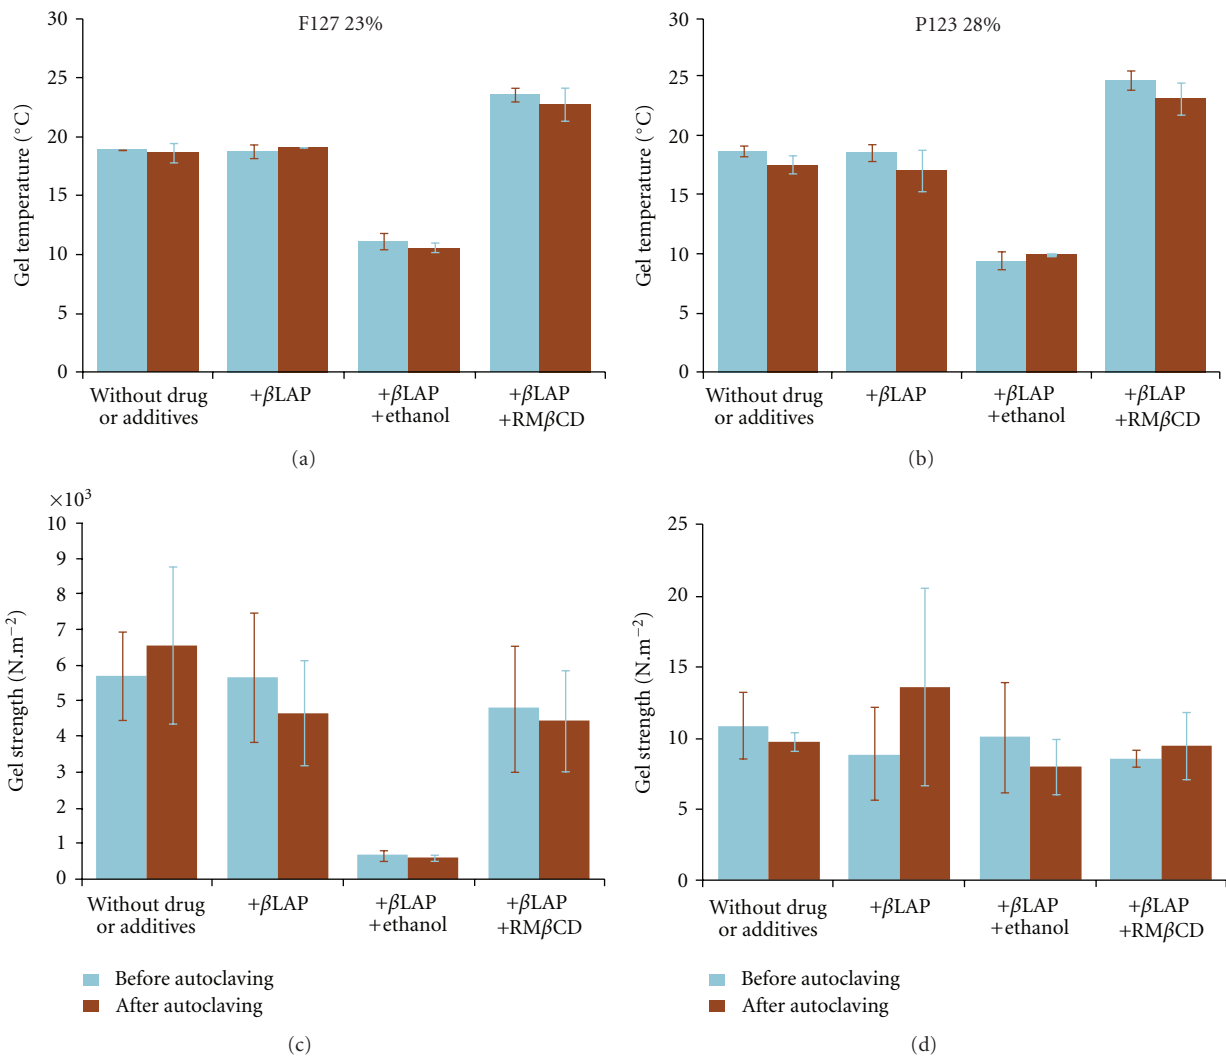 F127 23%
Gel temperature (°C)
30
25
20
15
10
5
0
Without drug
or additives
+βLAP
+βLAP
+ethanol
+βLAP
+RMβCD
(a)
P123 28%
Gel temperature (°C)
30
25
20
15
10
5
0
Without drug
or additives
+βLAP
+βLAP
+ethanol
+βLAP
+RMβCD
(b)
×10³
Gel strength (N.m⁻²)
10
9
8
7
6
5
4
3
2
1
0
Without drug
or additives
+βLAP
+βLAP
+ethanol
+βLAP
+RMβCD
Before autoclaving
After autoclaving
(c)
Gel strength (N.m⁻²)
25
20
15
10
5
0
Without drug
or additives
+βLAP
+βLAP
+ethanol
+βLAP
+RMβCD
Before autoclaving
After autoclaving
(d)